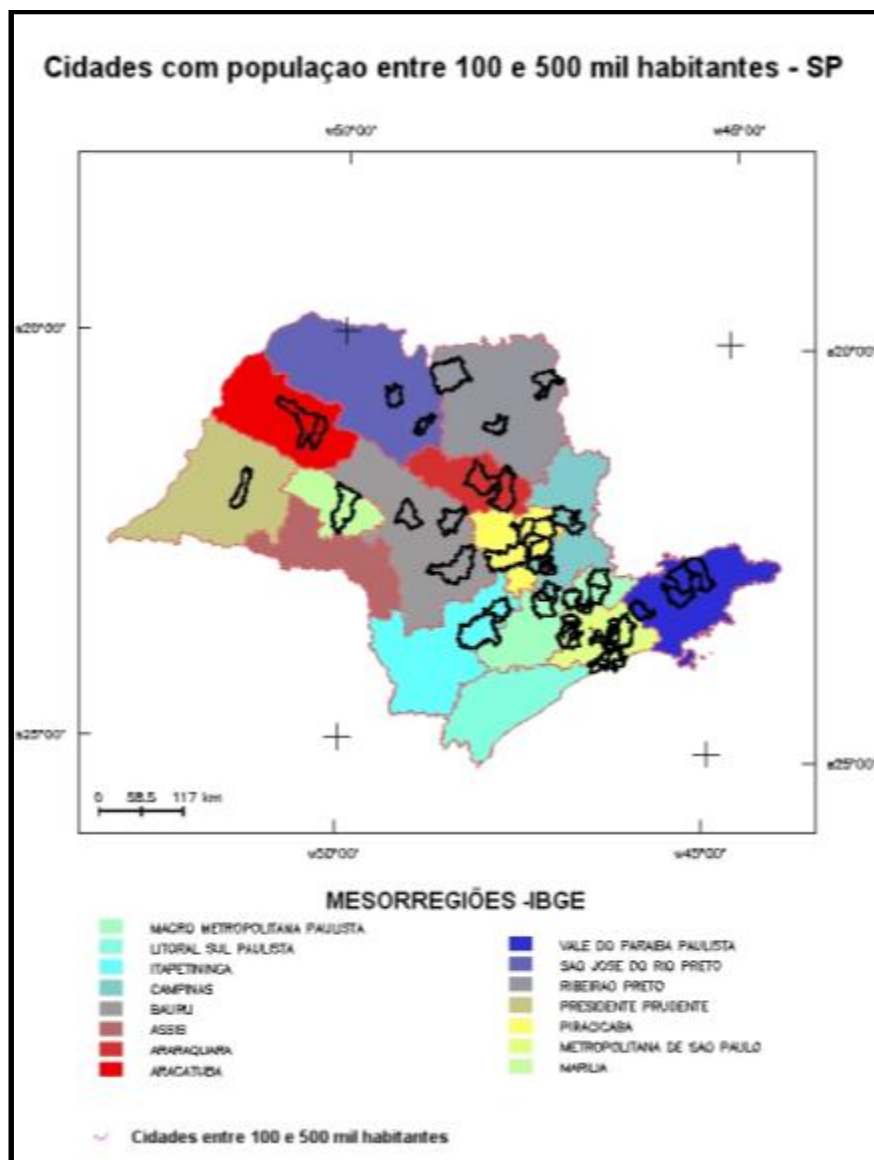 Cidades com populaçao entre 100 e 500 mil habitantes - SP
w50°00' w45°00'
s20°00' s20°00'
s25°00' s25°00'
0 58.5 117 km
w50°00' w45°00'
MESORREGIÕES -IBGE
MACRO METROPOLITANA PAULISTA
LITORAL SUL PAULISTA
ITAPETININGA
CAMPINAS
BAURU
ASSIS
ARARAQUARA
ARACATUBA
VALE DO PARAIBA PAULISTA
SAO JOSE DO RIO PRETO
RIBEIRAO PRETO
PRESIDENTE PRUDENTE
PIRACICABA
METROPOLITANA DE SAO PAULO
MARILIA
Cidades entre 100 e 500 mil habitantes